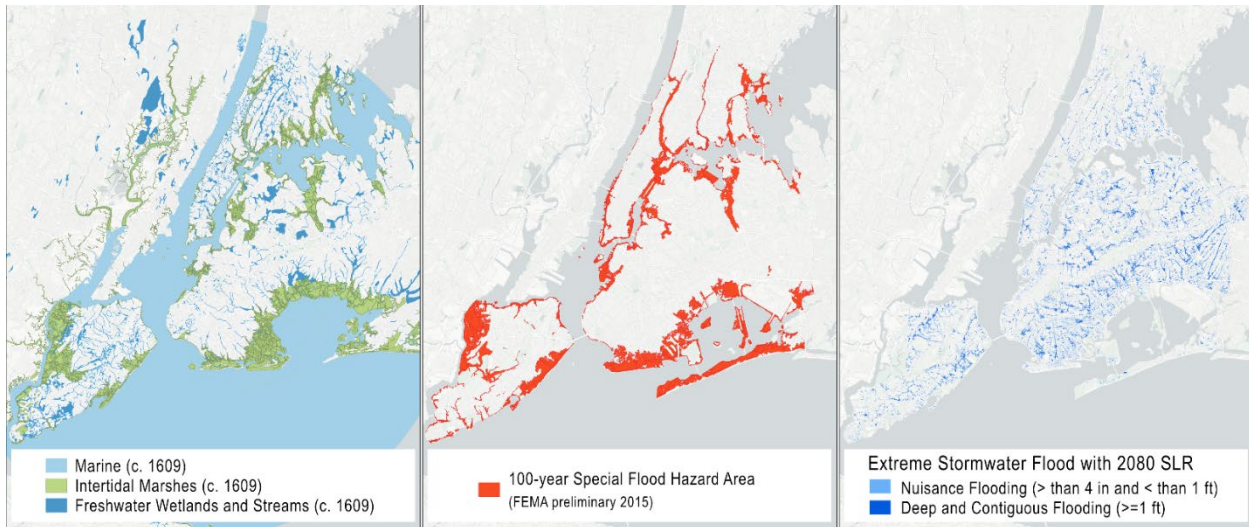 Marine (c. 1609)
Intertidal Marshes (c. 1609)
Freshwater Wetlands and Streams (c. 1609)
100-year Special Flood Hazard Area
(FEMA preliminary 2015)
Extreme Stormwater Flood with 2080 SLR
Nuisance Flooding (> than 4 in and < than 1 ft)
Deep and Contiguous Flooding (>=1 ft)